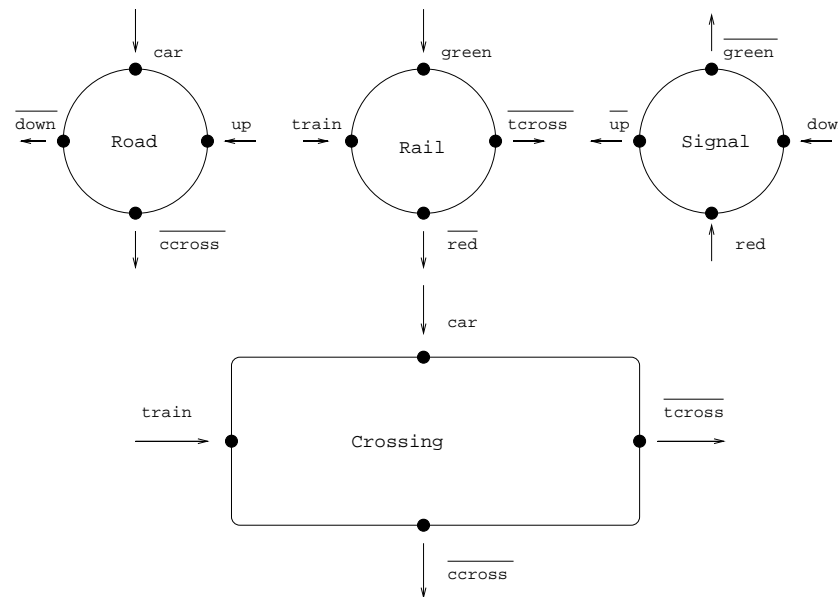 car
green
green
down
Road
up
train
Rail
tcross
up
Signal
dow
ccross
red
red
car
train
Crossing
tcross
ccross